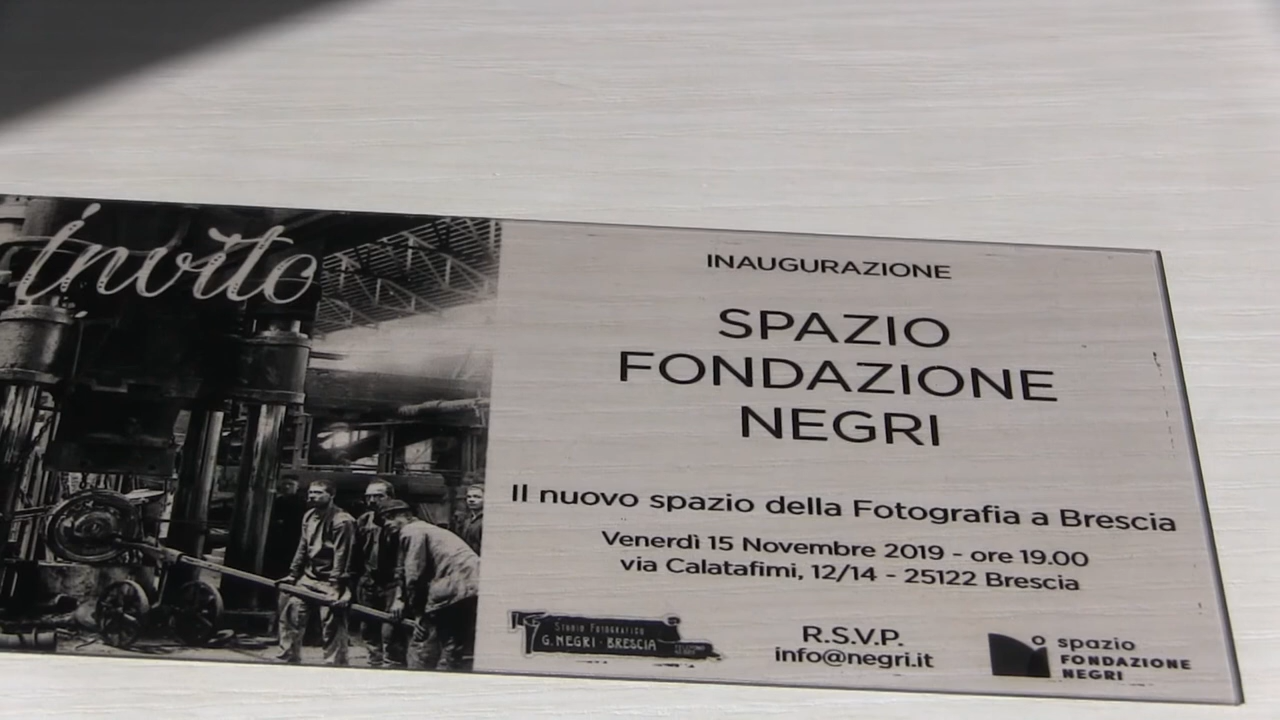 invito
INAUGURAZIONE
SPAZIO
FONDAZIONE
NEGRI
Il nuovo spazio della Fotografia a Brescia
Venerdì 15 Novembre 2019 - ore 19.00
via Calatafimi, 12/14 - 25122 Brescia
Studio Fotografico
G. NEGRI - BRESCIA
R.S.V.P.
info@negri.it
spazio
FONDAZIONE
NEGRI